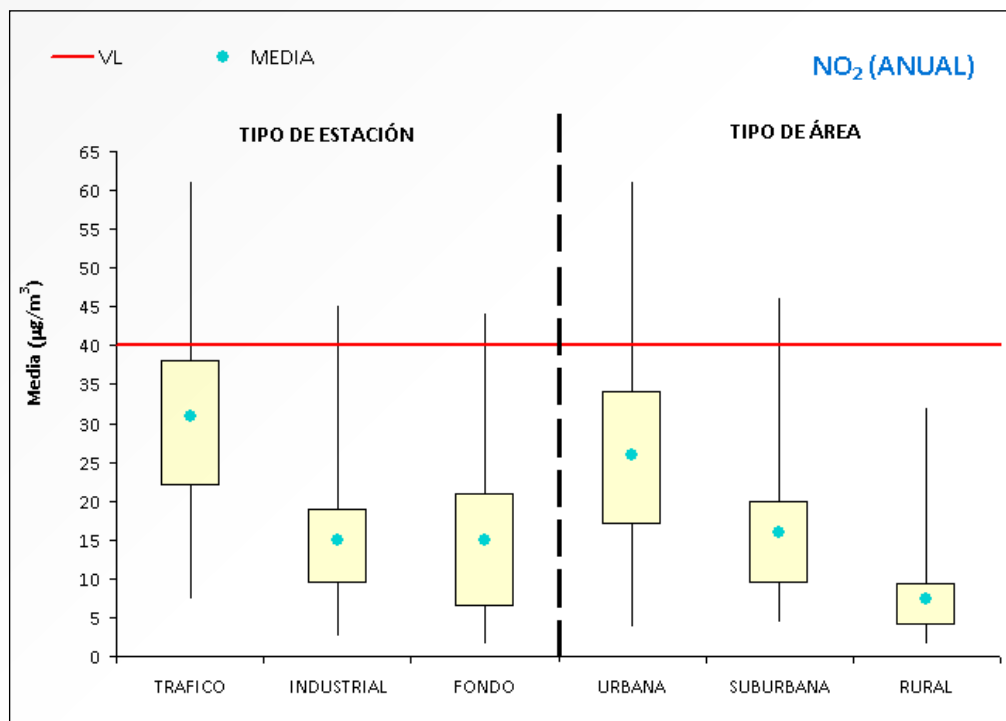 VL
MEDIA
NO₂ (ANUAL)
TIPO DE ESTACIÓN
TIPO DE ÁREA
Media (µg/m³)
65
60
55
50
45
40
35
30
25
20
15
10
5
0
TRAFICO
INDUSTRIAL
FONDO
URBANA
SUBURBANA
RURAL